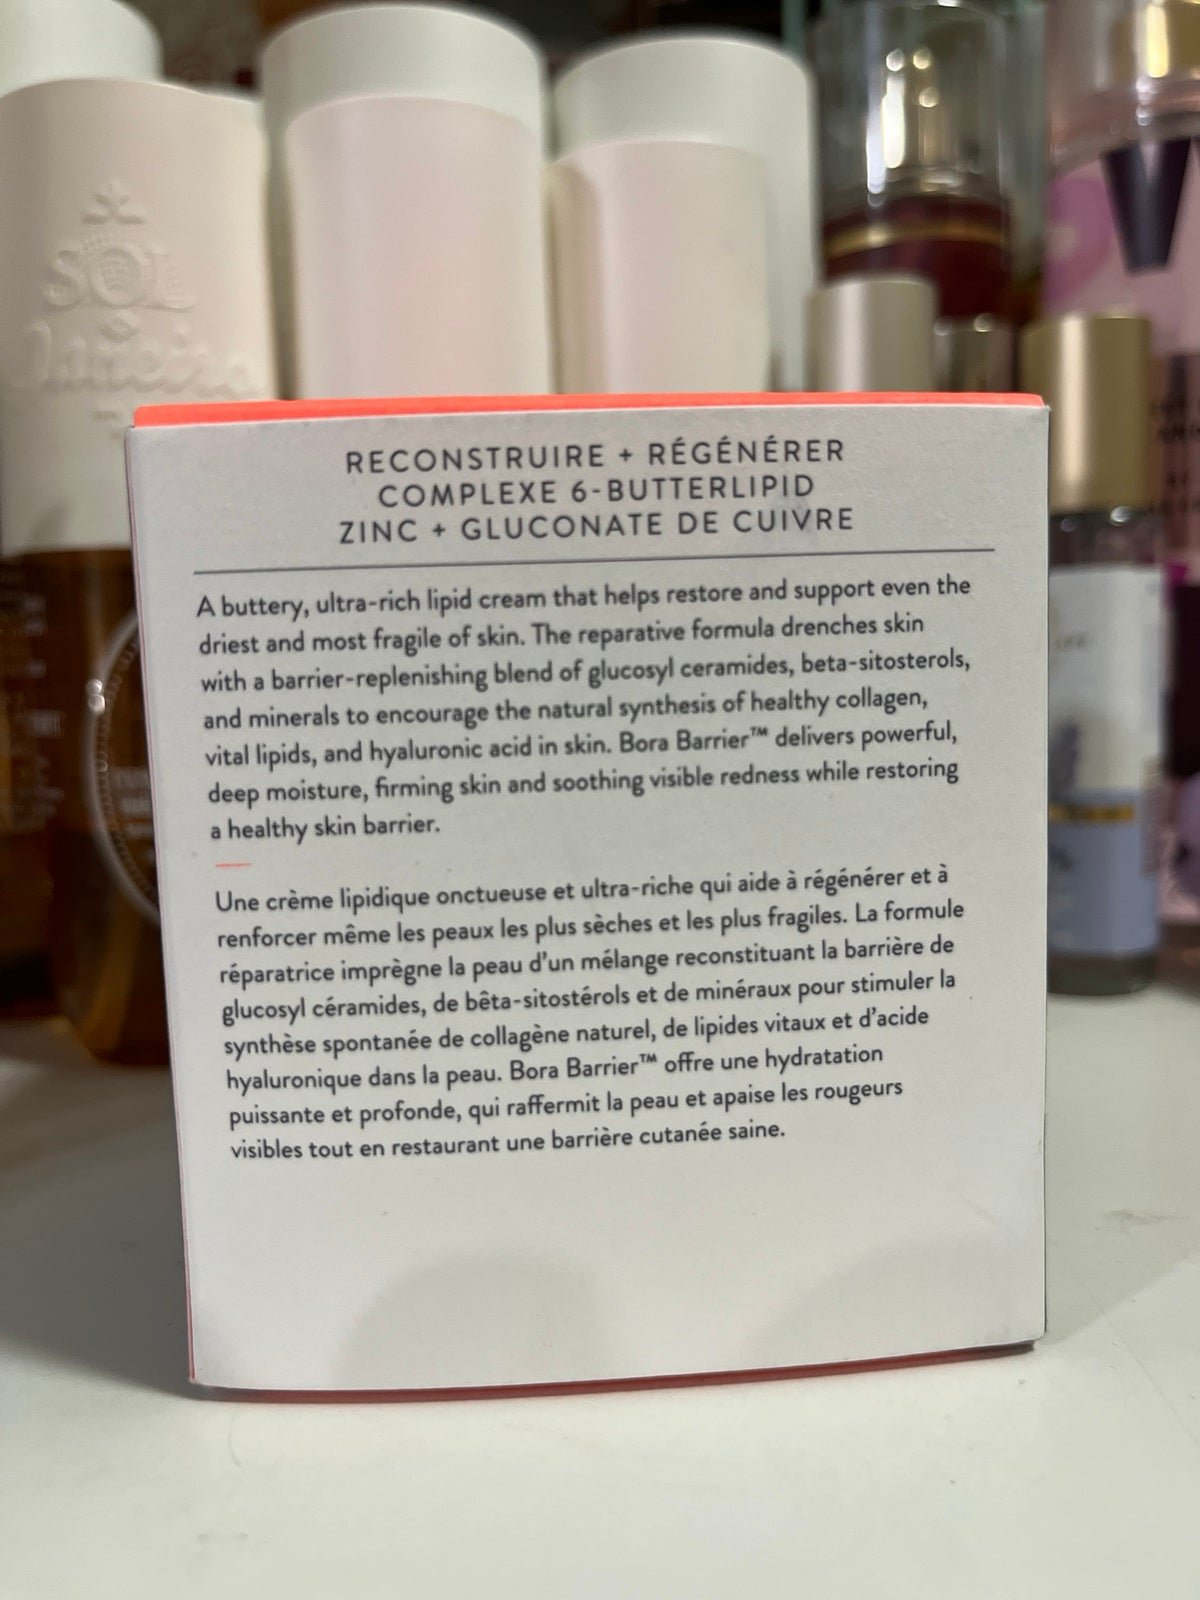 SOL
Janeiro
RECONSTRUIRE + RÉGÉNÉRER
COMPLEXE 6-BUTTERLIPID
ZINC + GLUCONATE DE CUIVRE
A buttery, ultra-rich lipid cream that helps restore and support even the
driest and most fragile of skin. The reparative formula drenches skin
with a barrier-replenishing blend of glucosyl ceramides, beta-sitosterols,
and minerals to encourage the natural synthesis of healthy collagen,
vital lipids, and hyaluronic acid in skin. Bora Barrier™ delivers powerful,
deep moisture, firming skin and soothing visible redness while restoring
a healthy skin barrier.
Une crème lipidique onctueuse et ultra-riche qui aide à régénérer et à
renforcer même les peaux les plus sèches et les plus fragiles. La formule
réparatrice imprègne la peau d'un mélange reconstituant la barrière de
glucosyl céramides, de bêta-sitostérols et de minéraux pour stimuler la
synthèse spontanée de collagène naturel, de lipides vitaux et d'acide
hyaluronique dans la peau. Bora Barrier™ offre une hydratation
puissante et profonde, qui raffermit la peau et apaise les rougeurs
visibles tout en restaurant une barrière cutanée saine.